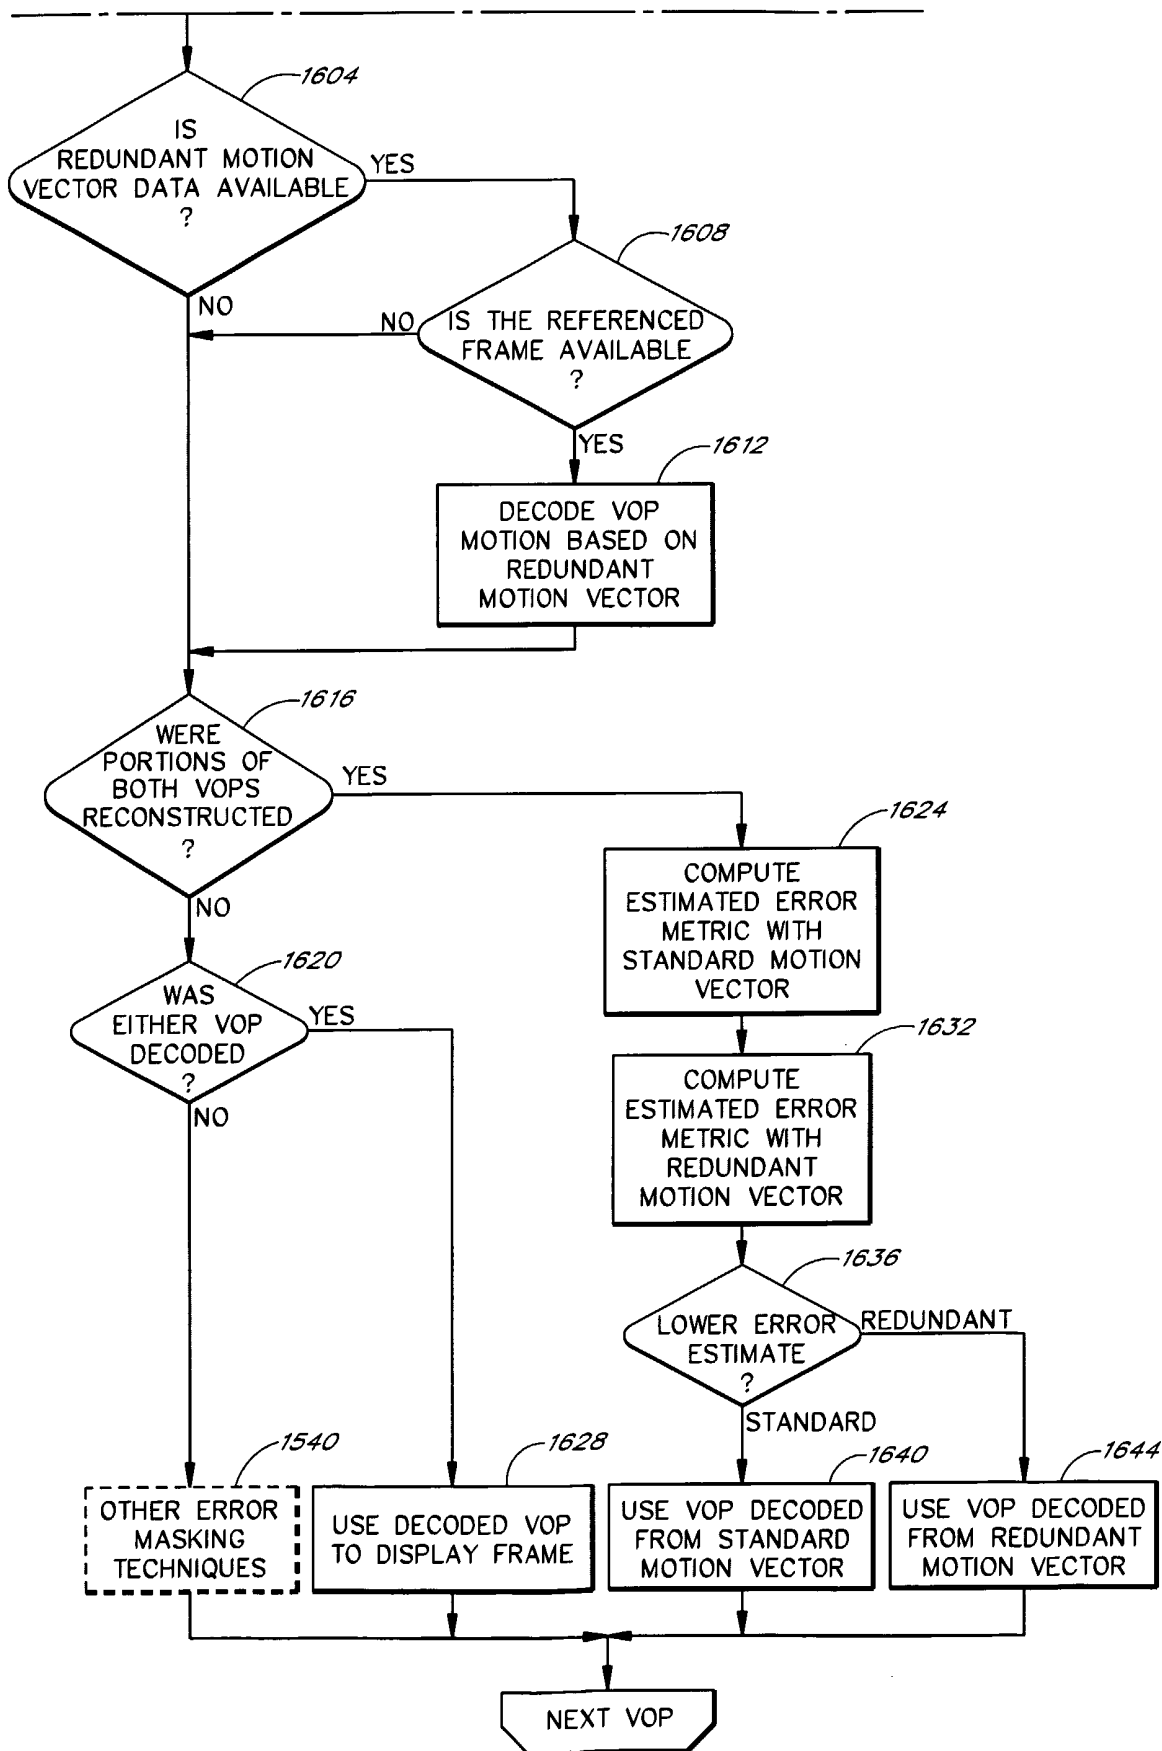 1604
IS
REDUNDANT MOTION
VECTOR DATA AVAILABLE
?
YES
NO
1608
IS THE REFERENCED
FRAME AVAILABLE
?
NO
YES
1612
DECODE VOP
MOTION BASED ON
REDUNDANT
MOTION VECTOR
1616
WERE
PORTIONS OF
BOTH VOPS
RECONSTRUCTED
?
YES
NO
1624
COMPUTE
ESTIMATED ERROR
METRIC WITH
STANDARD MOTION
VECTOR
1620
WAS
EITHER VOP
DECODED
?
YES
NO
1632
COMPUTE
ESTIMATED ERROR
METRIC WITH
REDUNDANT
MOTION VECTOR
1636
LOWER ERROR
ESTIMATE
?
REDUNDANT
STANDARD
1540
OTHER ERROR
MASKING
TECHNIQUES
1628
USE DECODED VOP
TO DISPLAY FRAME
1640
USE VOP DECODED
FROM STANDARD
MOTION VECTOR
1644
USE VOP DECODED
FROM REDUNDANT
MOTION VECTOR
NEXT VOP